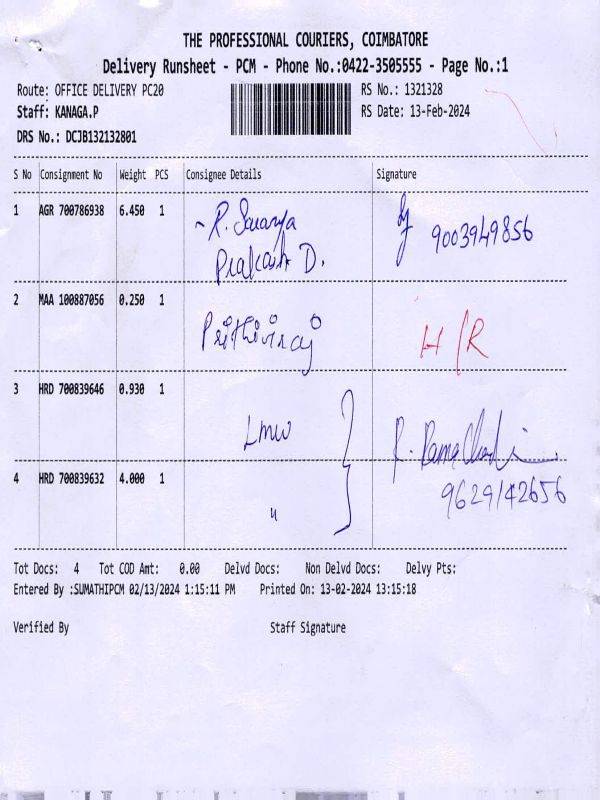 THE PROFESSIONAL COURIERS, COIMBATORE
Delivery Runsheet - PCM - Phone No.:0422-3505555 - Page No.:1
Route: OFFICE DELIVERY PC20 RS No.: 1321328
Staff: KANAGA.P RS Date: 13-Feb-2024
DRS No.: DCJB132132801
S No Consignment No Weight PCS Consignee Details Signature
1 AGR 700786938 6.450 1 R. Saranya 9003949856
Prakash D.
2 MAA 100887056 0.250 1 Prithiviraj H/R
3 HRD 700839646 0.930 1 LMW R.
4 HRD 700839632 4.000 1 " 9629142656
Tot Docs: 4 Tot COD Amt: 0.00 Delvd Docs: Non Delvd Docs: Delvy Pts:
Entered By :SUMATHIPCM 02/13/2024 1:15:11 PM Printed On: 13-02-2024 13:15:18
Verified By Staff Signature